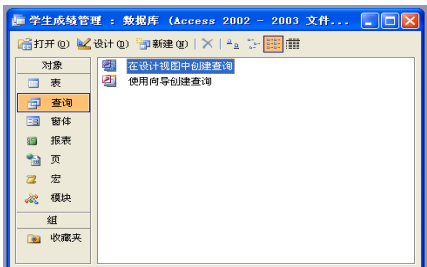 学生成绩管理 : 数据库 (Access 2002 - 2003 文件...
打开(O) 设计(D) 新建(N)
对象
表
查询
窗体
报表
页
宏
模块
组
收藏夹
在设计视图中创建查询
使用向导创建查询